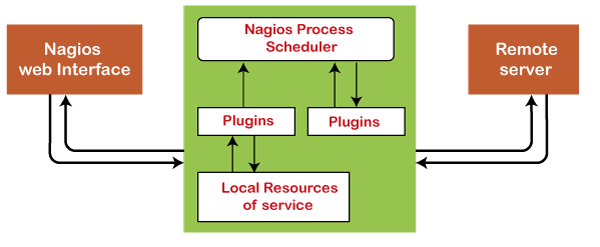 Nagios
web Interface
Nagios Process
Scheduler
Remote
server
Plugins
Plugins
Local Resources
of service